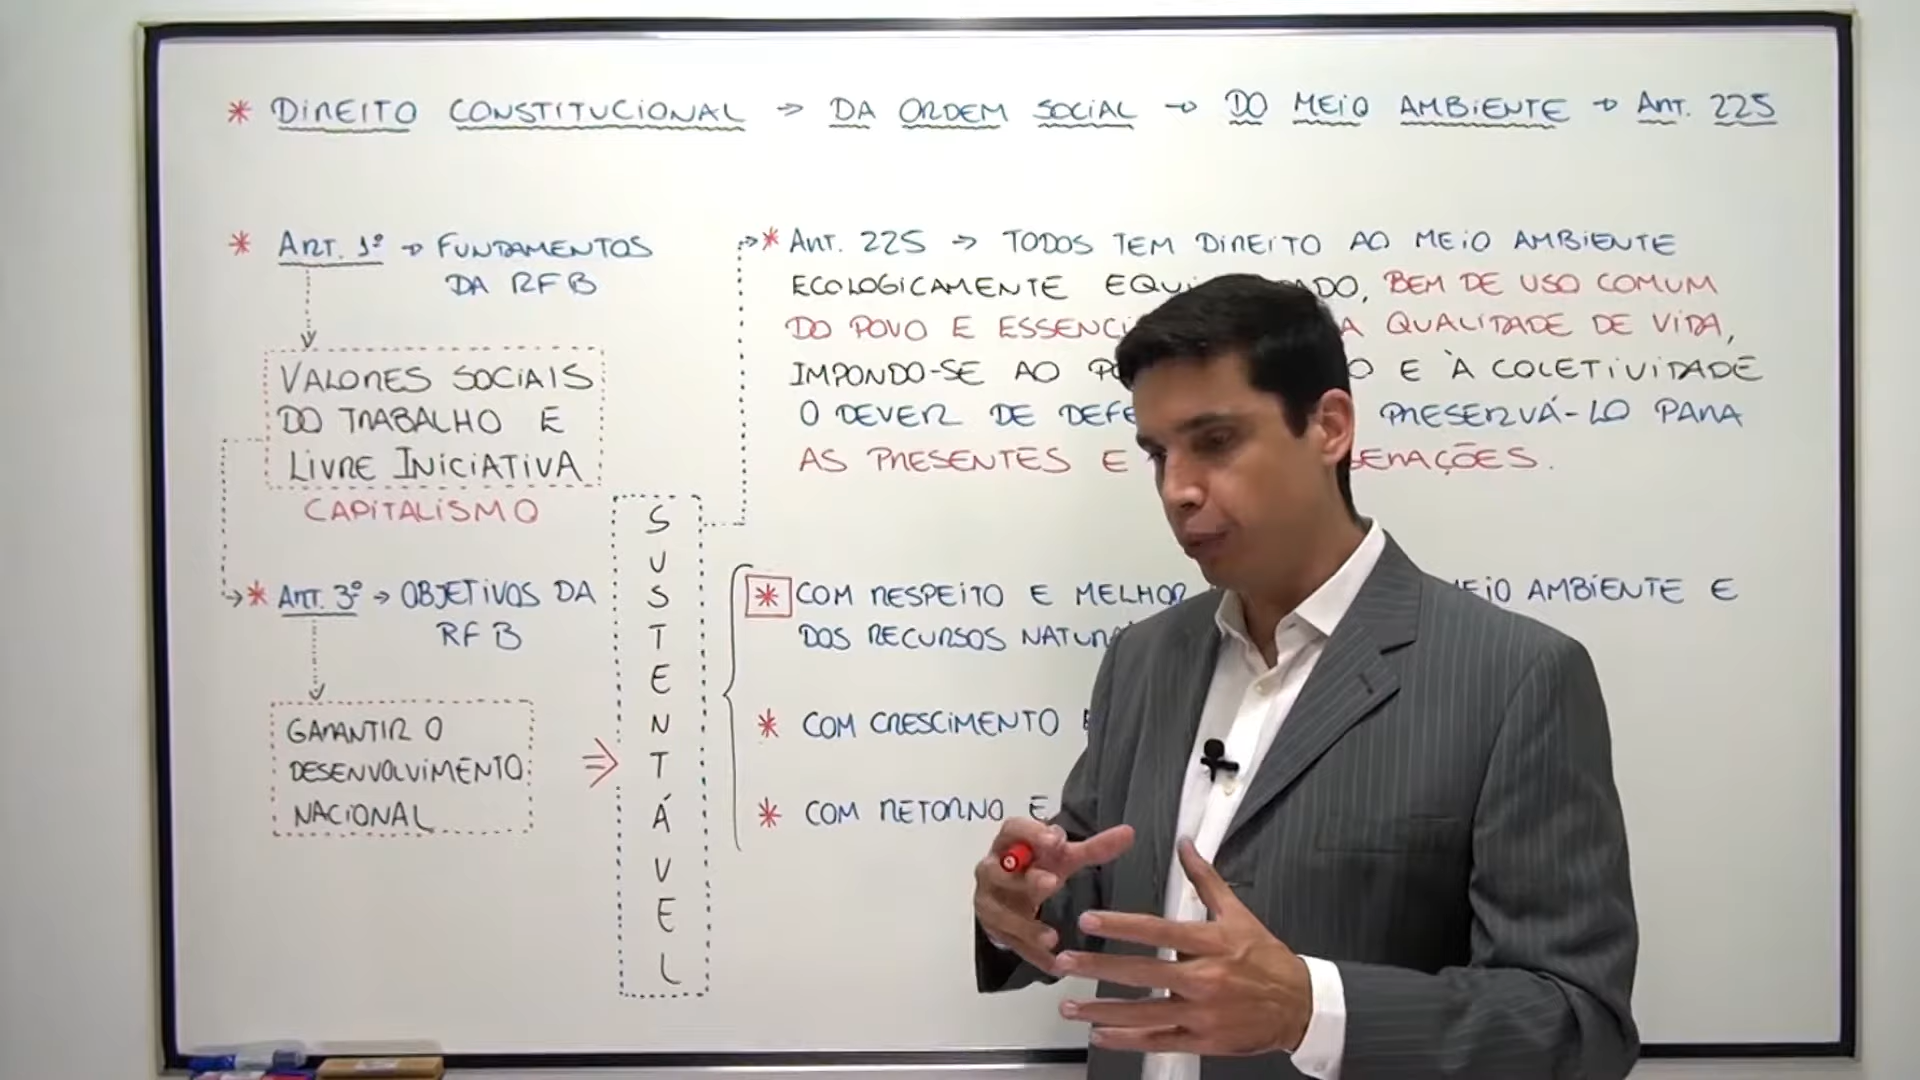 * DIREITO CONSTITUCIONAL → DA ORDEM SOCIAL → DO MEIO AMBIENTE → ART. 225
* ART. 1º → FUNDAMENTOS
DA RFB
VALORES SOCIAIS
DO TRABALHO E
LIVRE INICIATIVA
CAPITALISMO
* ART. 3º → OBJETIVOS DA
RFB
GARANTIR O
DESENVOLVIMENTO
NACIONAL
⇒
SUSTENTÁVEL
* ART. 225 → TODOS TEM DIREITO AO MEIO AMBIENTE
ECOLOGICAMENTE DO, BEM DE USO COMUM
DO POVO E A QUALIDADE DE VIDA,
IMPONDO-SE AO O E À COLETIVIDADE
O DEVER DE PRESERVÁ-LO PARA
AS PRESENTES E GERAÇÕES.
* COM RESPEITO E MELHOR MEIO AMBIENTE E
DOS RECURSOS
* COM CRESCIMENTO
* COM RETORNO E